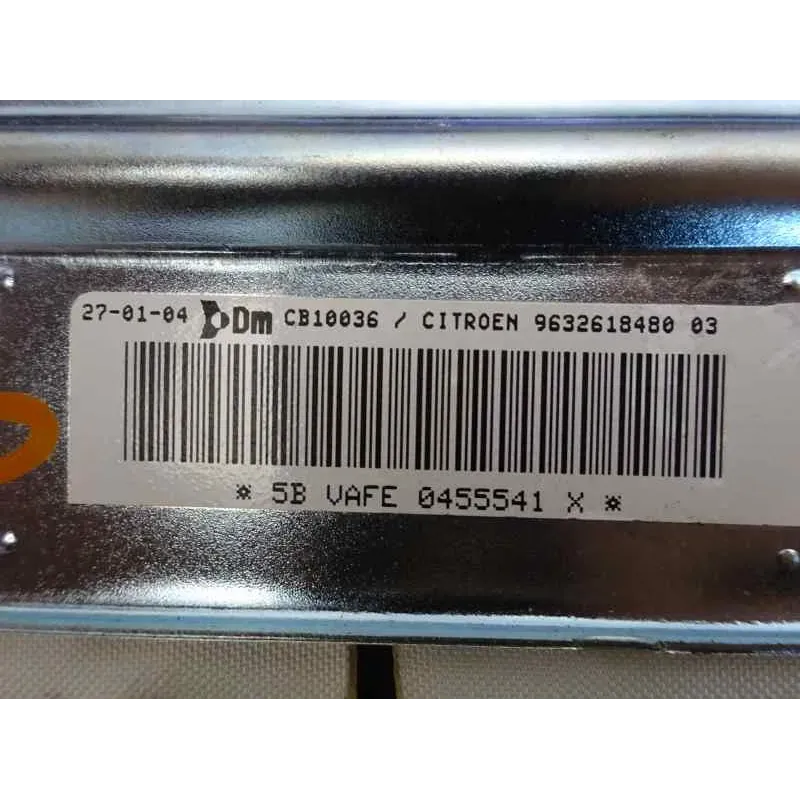 27-01-04 Dm CB10036 / CITROEN 9632618480 03
* 5B VAFE 0455541 X *